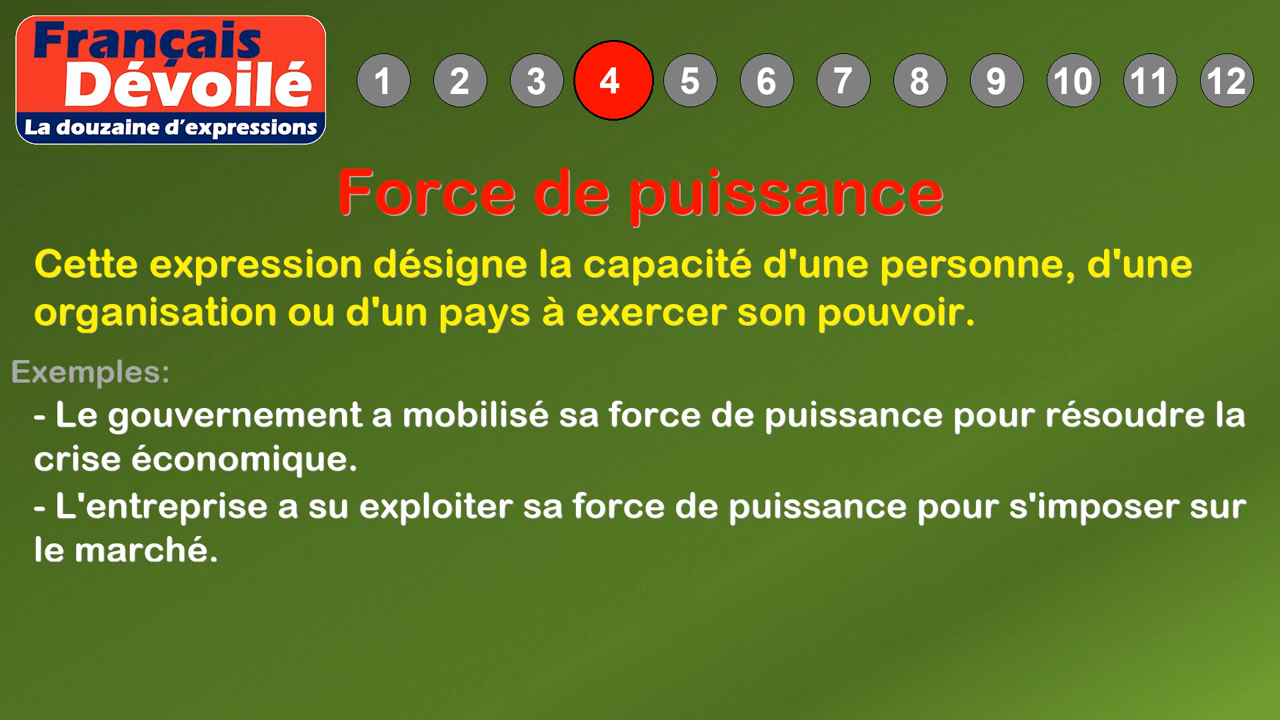 Français
Dévoilé
La douzaine d'expressions
1 2 3 4 5 6 7 8 9 10 11 12
Force de puissance
Cette expression désigne la capacité d'une personne, d'une
organisation ou d'un pays à exercer son pouvoir.
Exemples:
- Le gouvernement a mobilisé sa force de puissance pour résoudre la
crise économique.
- L'entreprise a su exploiter sa force de puissance pour s'imposer sur
le marché.